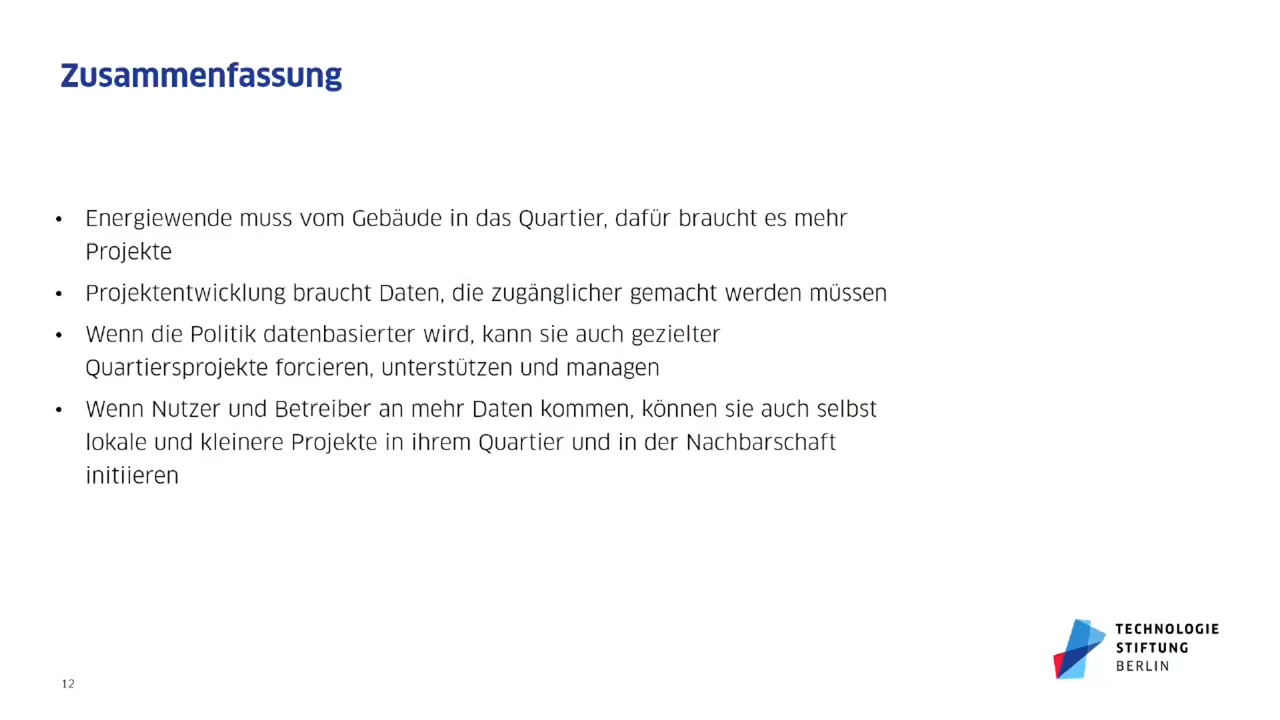 Zusammenfassung
• Energiewende muss vom Gebäude in das Quartier, dafür braucht es mehr
Projekte
• Projektentwicklung braucht Daten, die zugänglicher gemacht werden müssen
• Wenn die Politik datenbasierter wird, kann sie auch gezielter
Quartiersprojekte forcieren, unterstützen und managen
• Wenn Nutzer und Betreiber an mehr Daten kommen, können sie auch selbst
lokale und kleinere Projekte in ihrem Quartier und in der Nachbarschaft
initiieren
TECHNOLOGIE
STIFTUNG
BERLIN
12